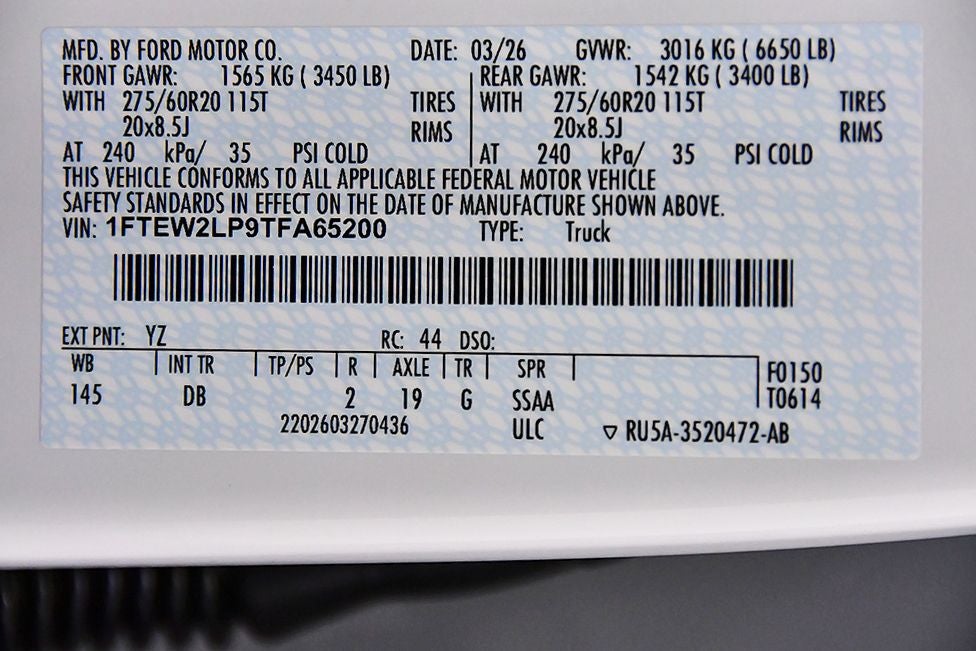 MFD. BY FORD MOTOR CO. DATE: 03/26 GVWR: 3016 KG ( 6650 LB)
FRONT GAWR: 1565 KG ( 3450 LB) REAR GAWR: 1542 KG ( 3400 LB)
WITH 275/60R20 115T TIRES WITH 275/60R20 115T TIRES
20x8.5J RIMS 20x8.5J RIMS
AT 240 kPa/ 35 PSI COLD AT 240 kPa/ 35 PSI COLD
THIS VEHICLE CONFORMS TO ALL APPLICABLE FEDERAL MOTOR VEHICLE
SAFETY STANDARDS IN EFFECT ON THE DATE OF MANUFACTURE SHOWN ABOVE.
VIN: 1FTEW2LP9TFA65200 TYPE: Truck
EXT PNT: YZ RC: 44 DSO:
WB INT TR TP/PS R AXLE TR SPR F0150
145 DB 2 19 G SSAA T0614
2202603270436 ULC ▽ RU5A-3520472-AB